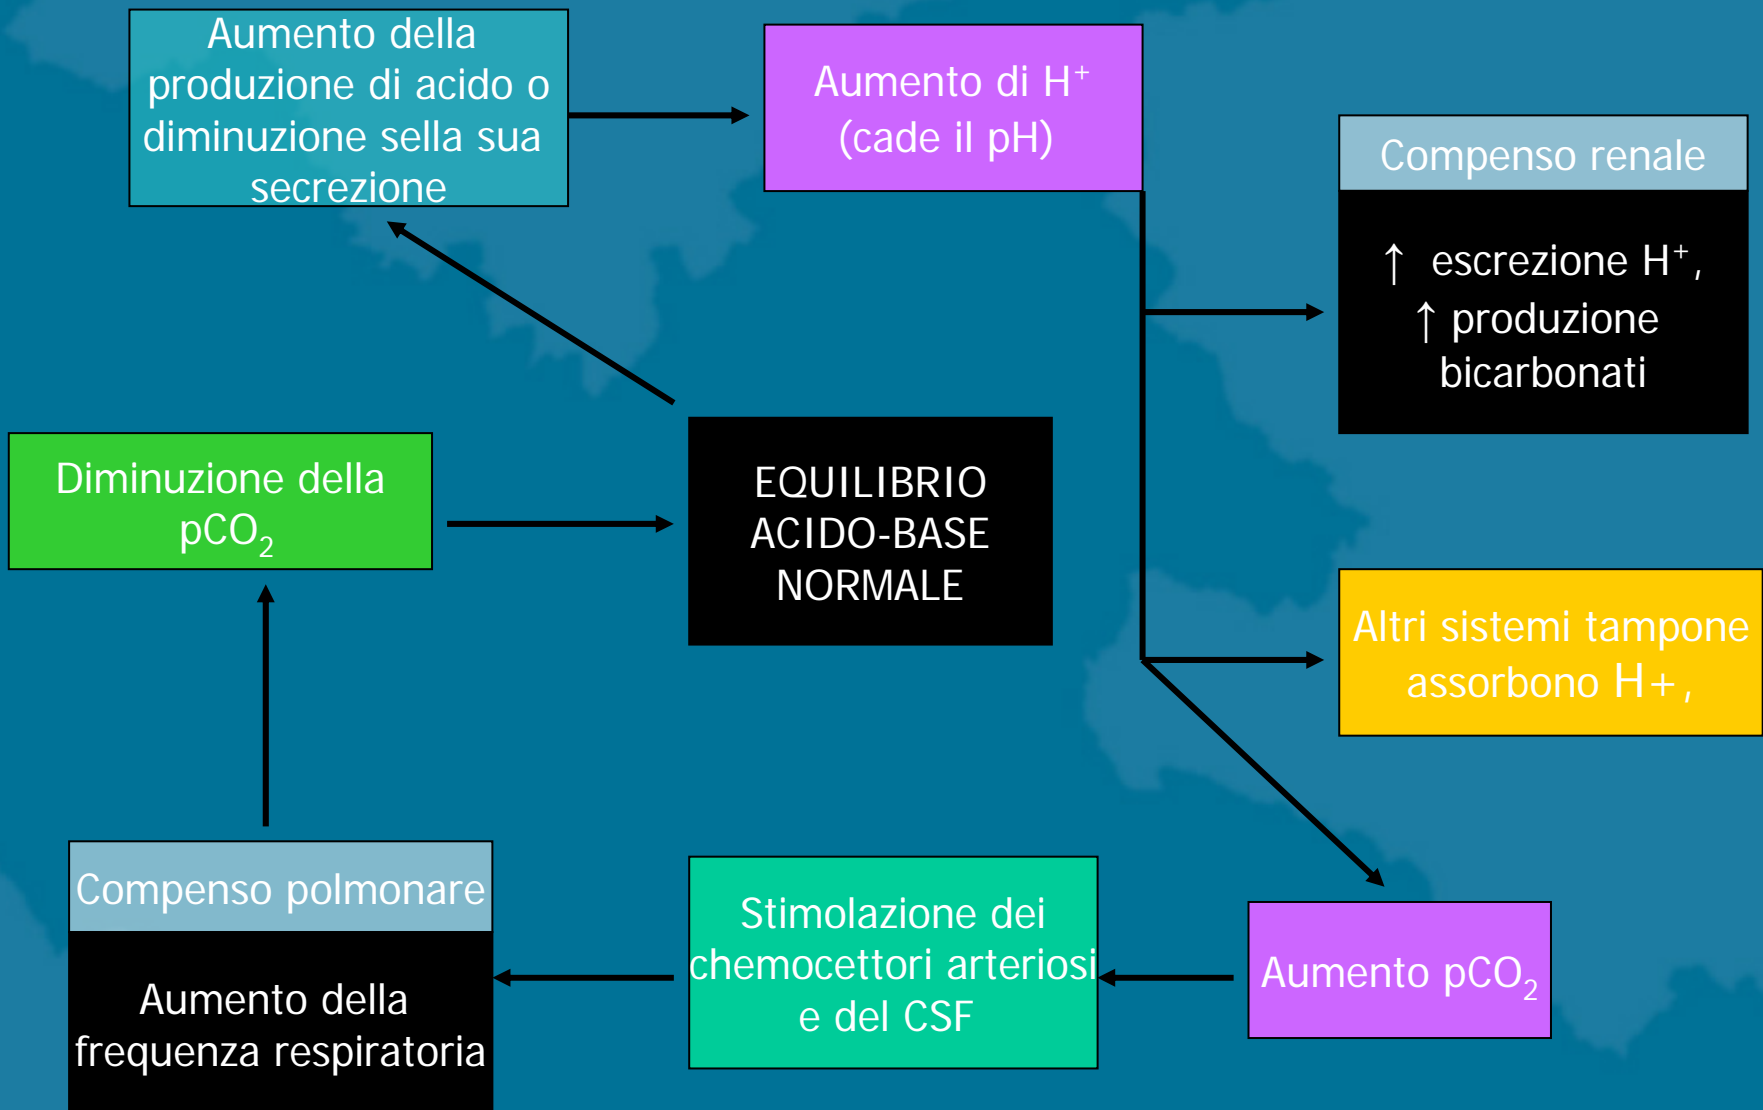 Aumento della
produzione di acido o
diminuzione sella sua
secrezione
Aumento di H⁺
(cade il pH)
Compenso renale
↑ escrezione H⁺,
↑ produzione
bicarbonati
Diminuzione della
pCO₂
EQUILIBRIO
ACIDO-BASE
NORMALE
Altri sistemi tampone
assorbono H+,
Compenso polmonare
Aumento della
frequenza respiratoria
Stimolazione dei
chemocettori arteriosi
e del CSF
Aumento pCO₂